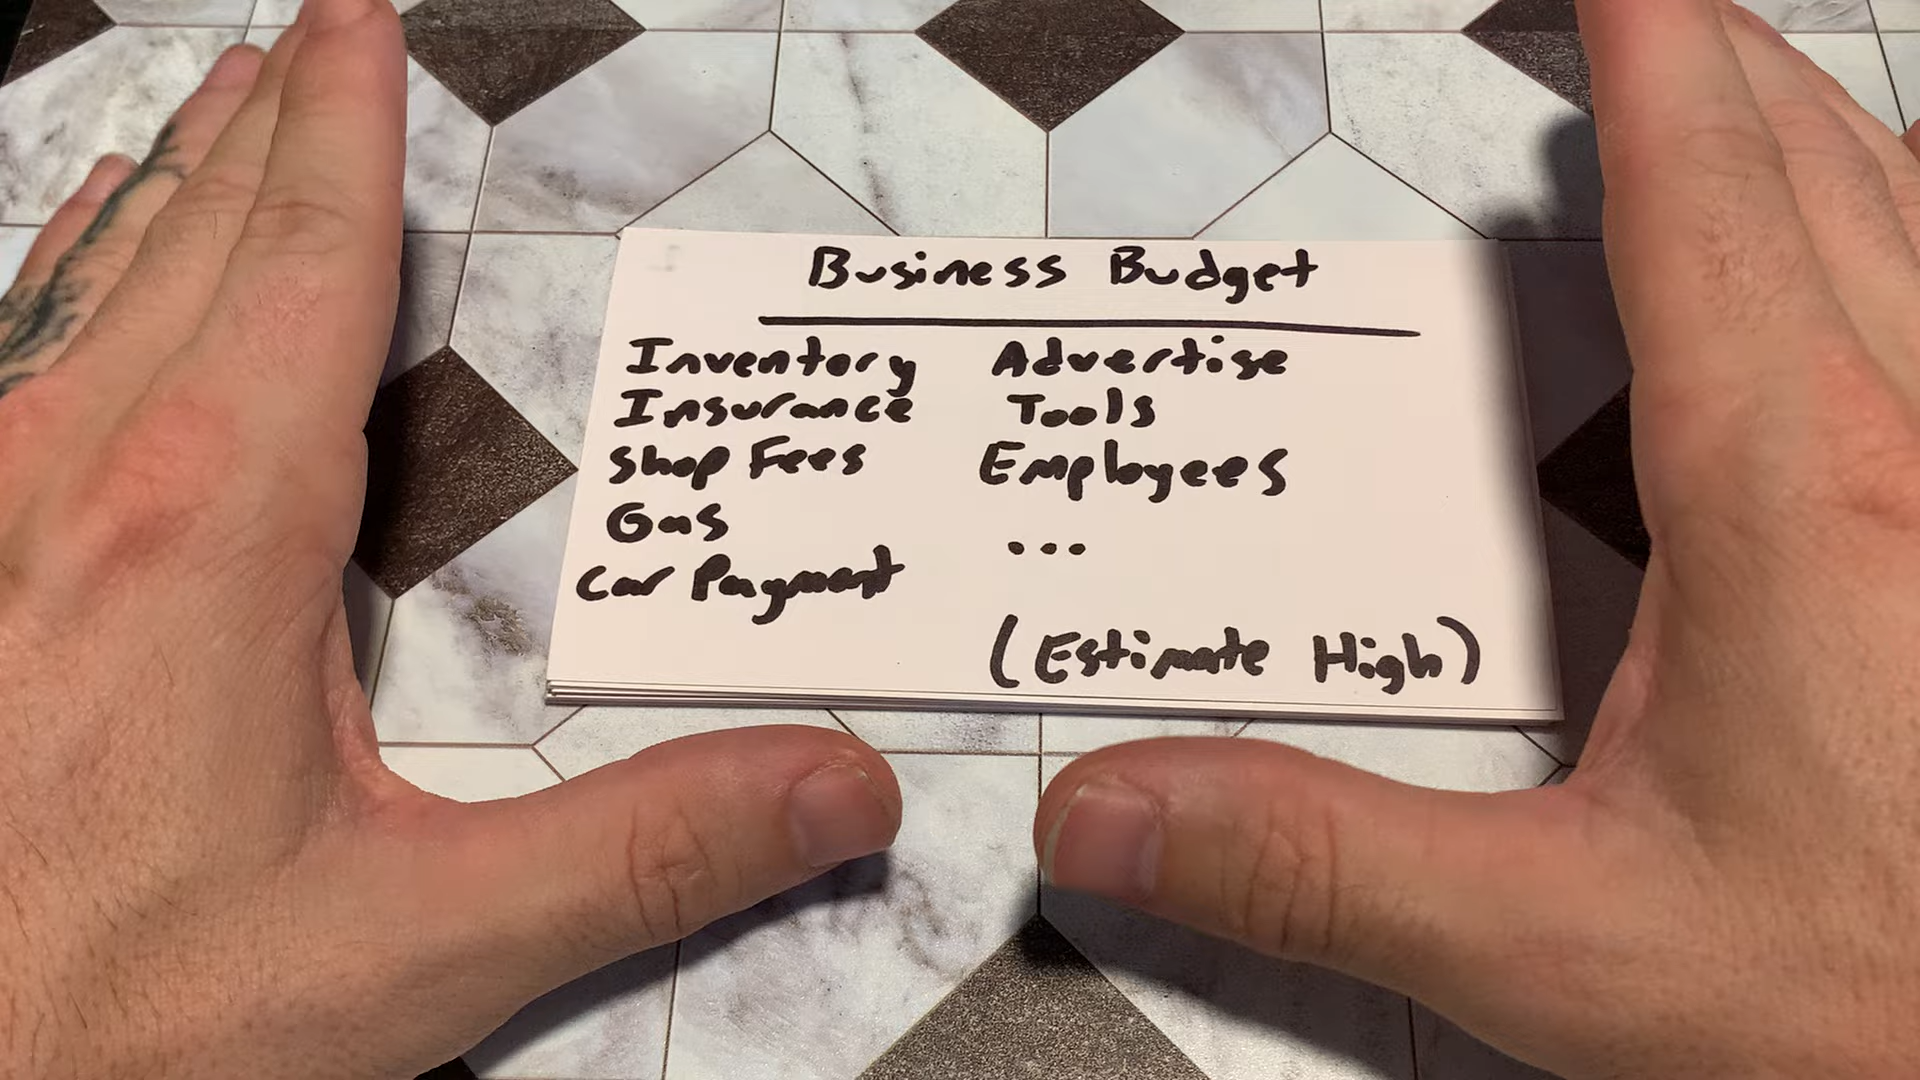 Business Budget
Inventory
Insurance
Shop Fees
Gas
Car Payment
Advertise
Tools
Employees
...
(Estimate High)